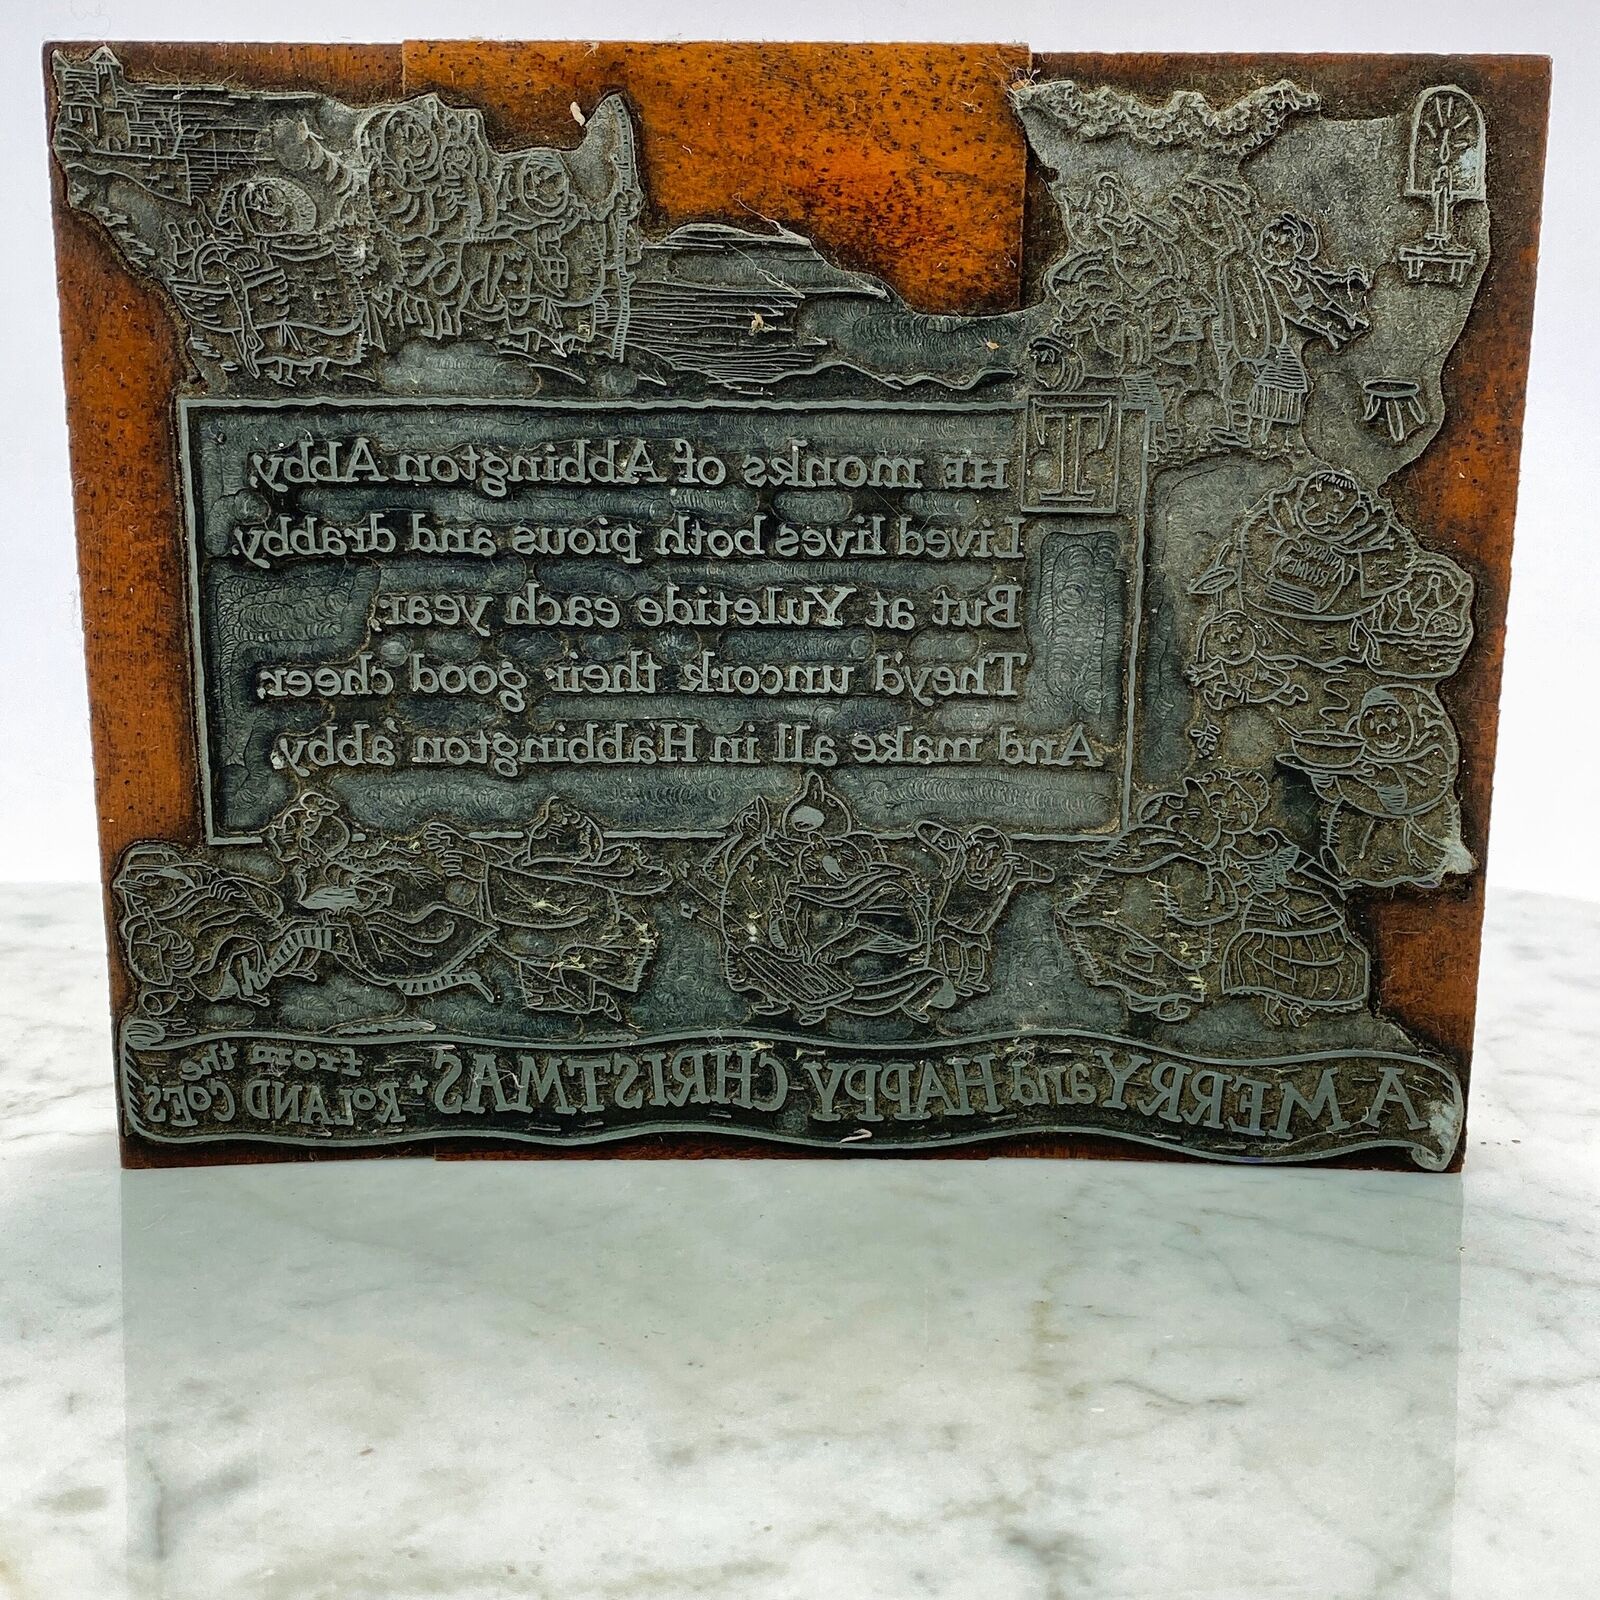 THE monks of Abbington Abby,
Lived lives both pious and drabby.
But at Yuletide each year,
They'd uncork their good cheer,
And make all in Habbington 'abby.
A MERRY and HAPPY CHRISTMAS from the
ROLAND + COE'S